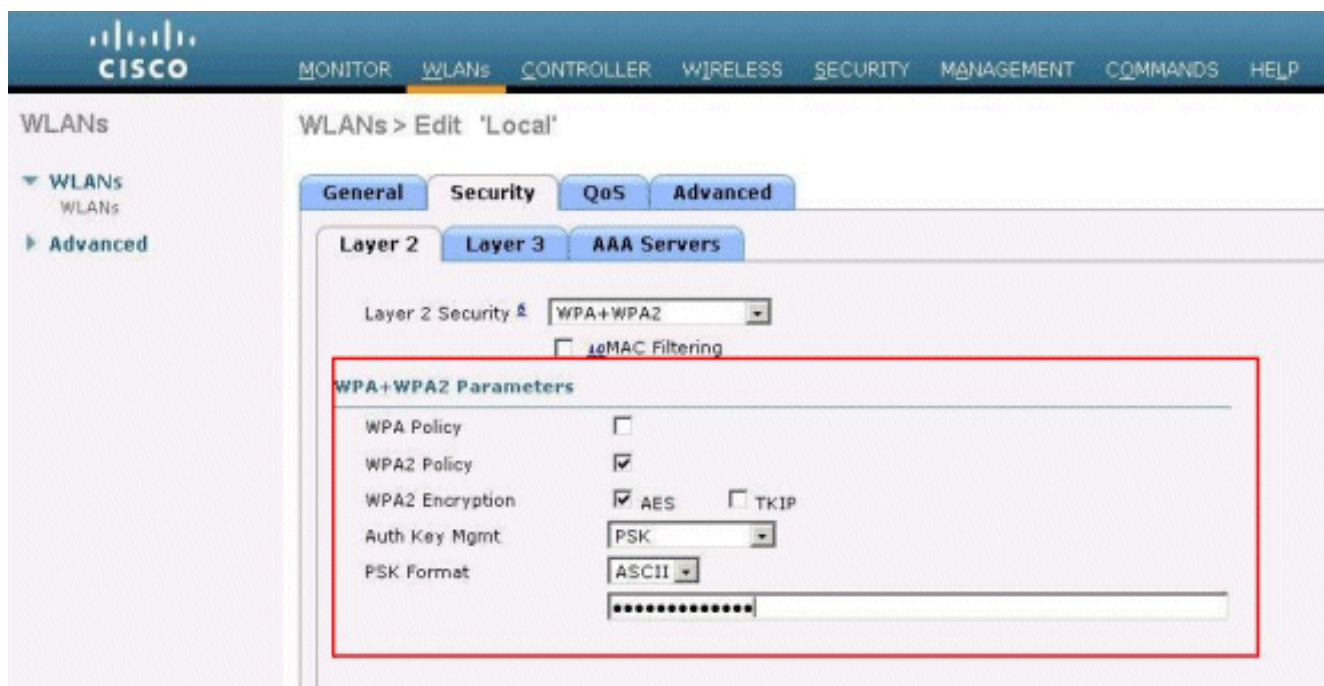 CISCO
MONITOR WLANs CONTROLLER WIRELESS SECURITY MANAGEMENT COMMANDS HELP
WLANs
WLANs
WLANs
Advanced
WLANs > Edit 'Local'
General Security QoS Advanced
Layer 2 Layer 3 AAA Servers
Layer 2 Security 6 WPA+WPA2
10 MAC Filtering
WPA+WPA2 Parameters
WPA Policy
WPA2 Policy
WPA2 Encryption AES TKIP
Auth Key Mgmt PSK
PSK Format ASCII
•••••••••••••